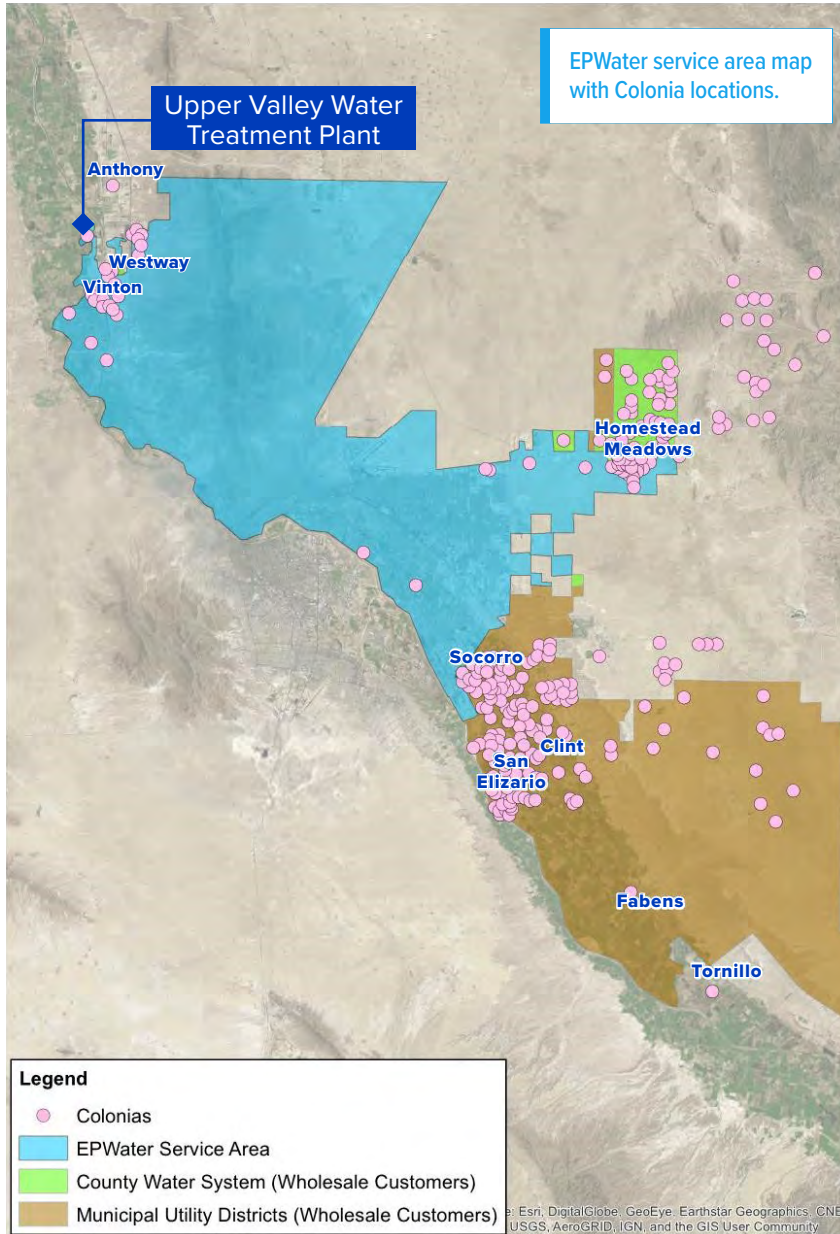 EPWater service area map
with Colonia locations.
Upper Valley Water
Treatment Plant
Anthony
Westway
Vinton
Homestead
Meadows
Socorro
Clint
San
Elizario
Fabens
Tornillo
Legend
Colonias
EPWater Service Area
County Water System (Wholesale Customers)
Municipal Utility Districts (Wholesale Customers)
e: Esri, DigitalGlobe, GeoEye, Earthstar Geographics, CNE
USGS, AeroGRID, IGN, and the GIS User Community